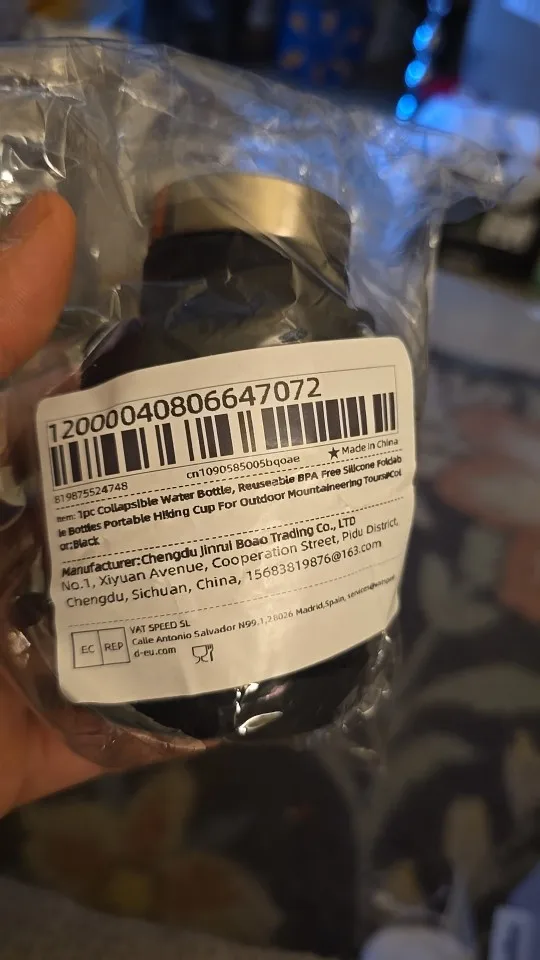 12000040806647072
819875524748
cn1090585005bqoae
★ Made in China
Item: 1pc Collapsible Water Bottle, Reuseable BPA Free Silicone Foldab
le Bottles Portable Hiking Cup For Outdoor Mountaineering Tours#Col
or:Black
Manufacturer:Chengdu Jinrui Boao Trading Co., LTD
No.1, Xiyuan Avenue, Cooperation Street, Pidu District,
Chengdu, Sichuan, China, 15683819876@163.com
EC REP
VAT SPEED SL
Calle Antonio Salvador N99.1,28026 Madrid,Spain,
d-eu.com